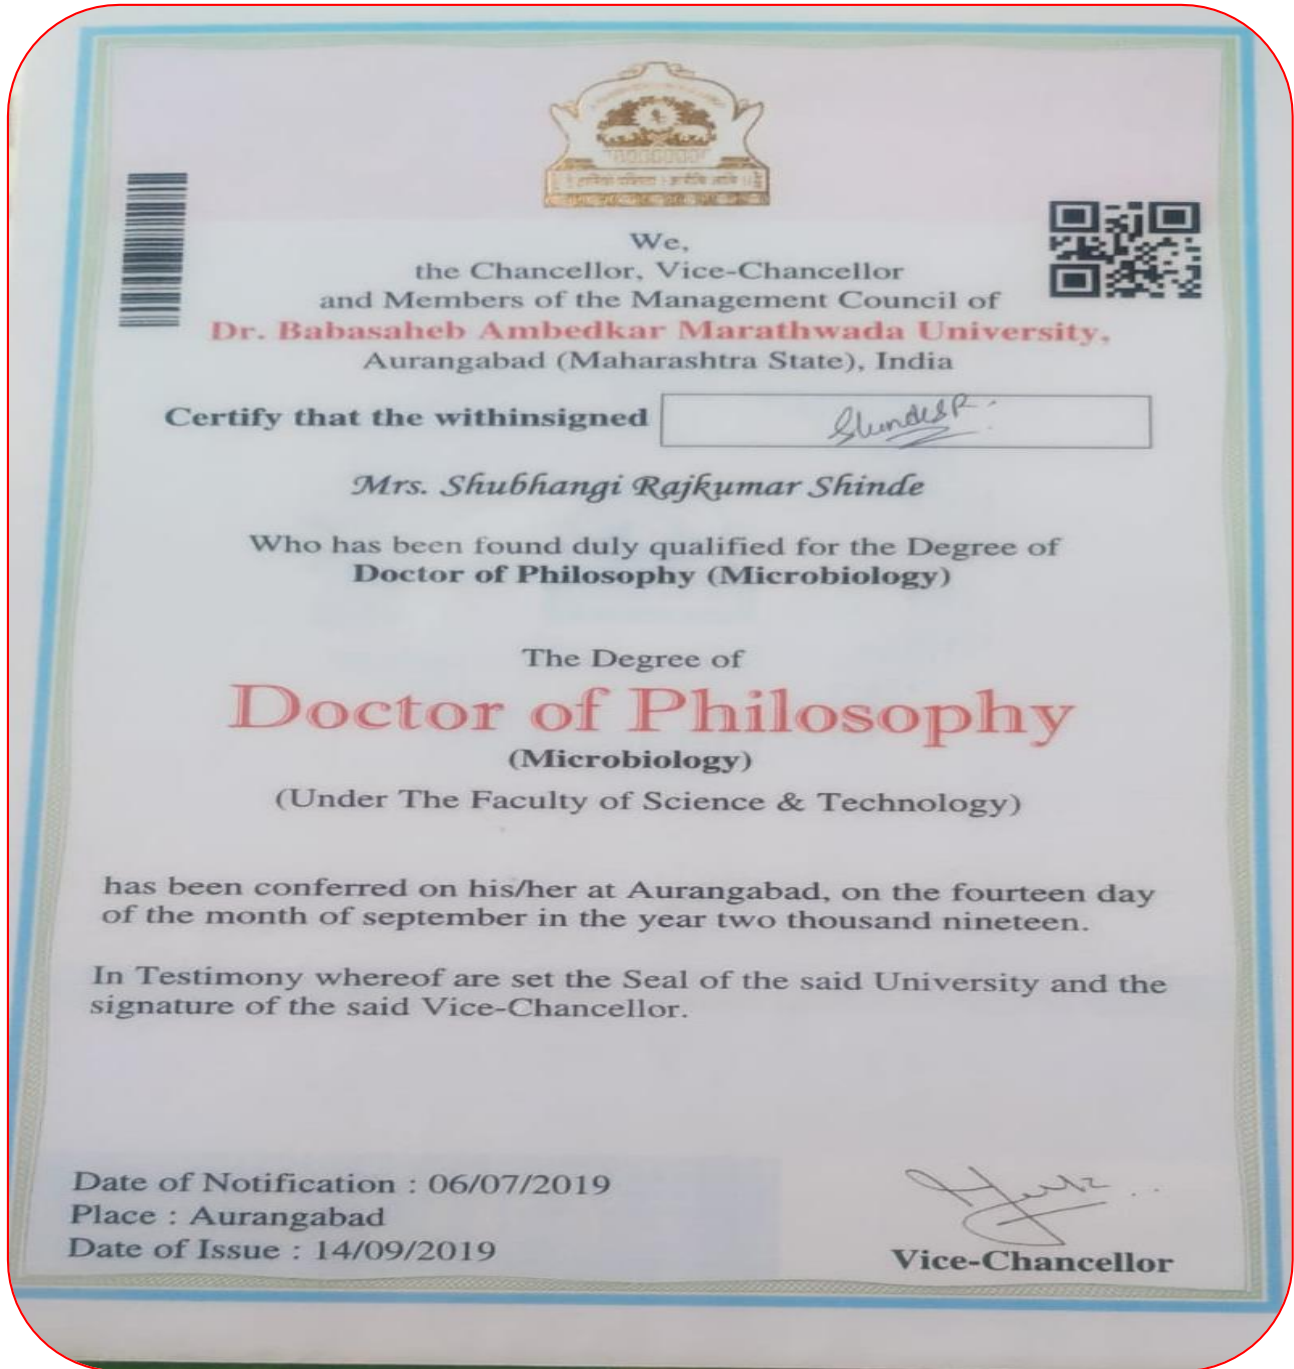 We,
the Chancellor, Vice-Chancellor
and Members of the Management Council of
Dr. Babasaheb Ambedkar Marathwada University,
Aurangabad (Maharashtra State), India
Certify that the withinsigned ShindeSR.
Mrs. Shubhangi Rajkumar Shinde
Who has been found duly qualified for the Degree of
Doctor of Philosophy (Microbiology)
The Degree of
Doctor of Philosophy
(Microbiology)
(Under The Faculty of Science & Technology)
has been conferred on his/her at Aurangabad, on the fourteen day
of the month of september in the year two thousand nineteen.
In Testimony whereof are set the Seal of the said University and the
signature of the said Vice-Chancellor.
Date of Notification : 06/07/2019
Place : Aurangabad
Date of Issue : 14/09/2019
Vice-Chancellor